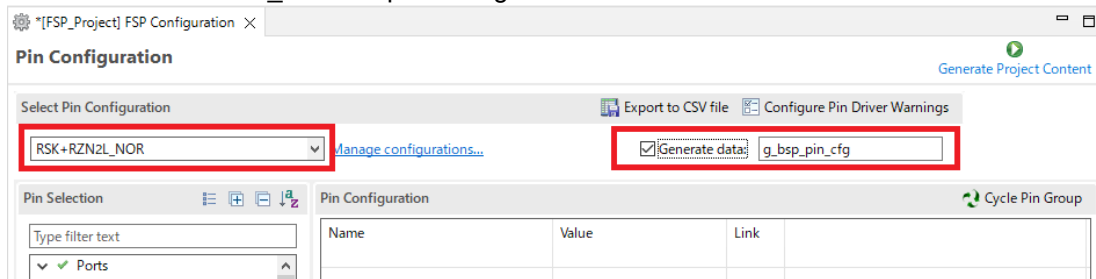 *[FSP_Project] FSP Configuration
Pin Configuration
Generate Project Content
Select Pin Configuration
Export to CSV file
Configure Pin Driver Warnings
RSK+RZN2L_NOR
Manage configurations...
Generate data:
g_bsp_pin_cfg
Pin Selection
Pin Configuration
Cycle Pin Group
Type filter text
Name
Value
Link
Ports